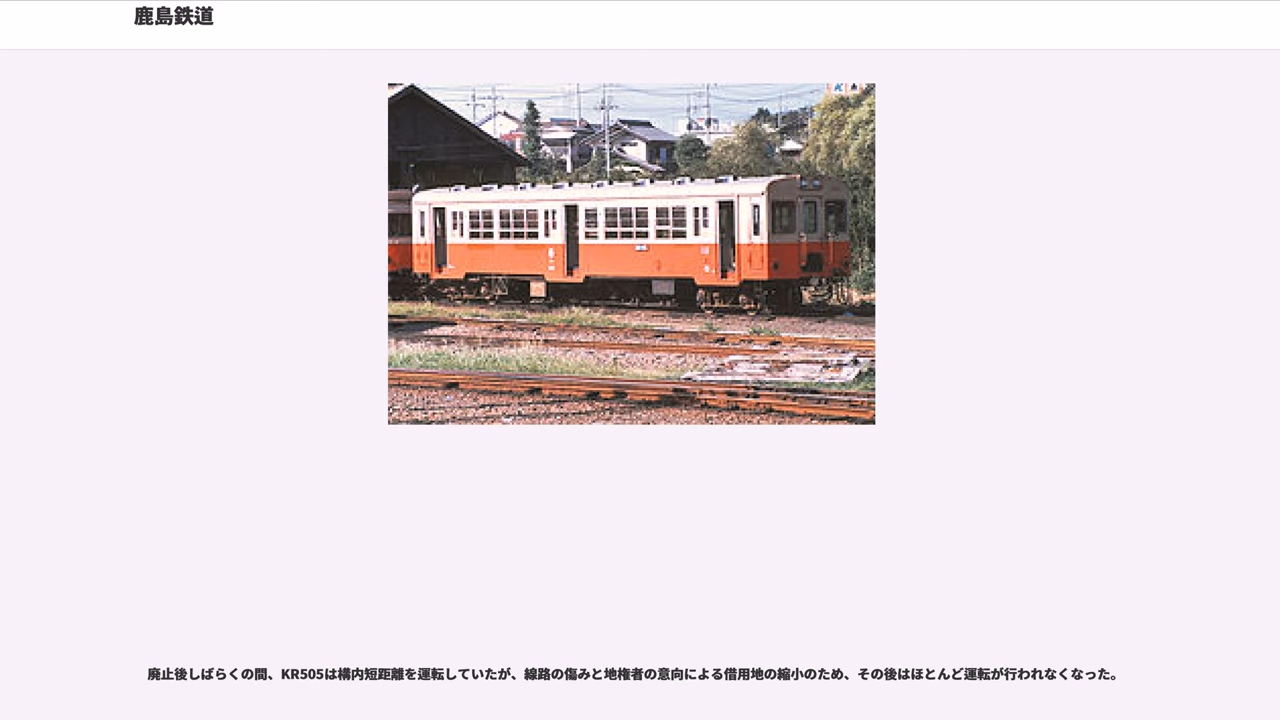 鹿島鉄道
廃止後しばらくの間、KR505は構内短距離を運転していたが、線路の傷みと地権者の意向による借用地の縮小のため、その後はほとんど運転が行われなくなった。